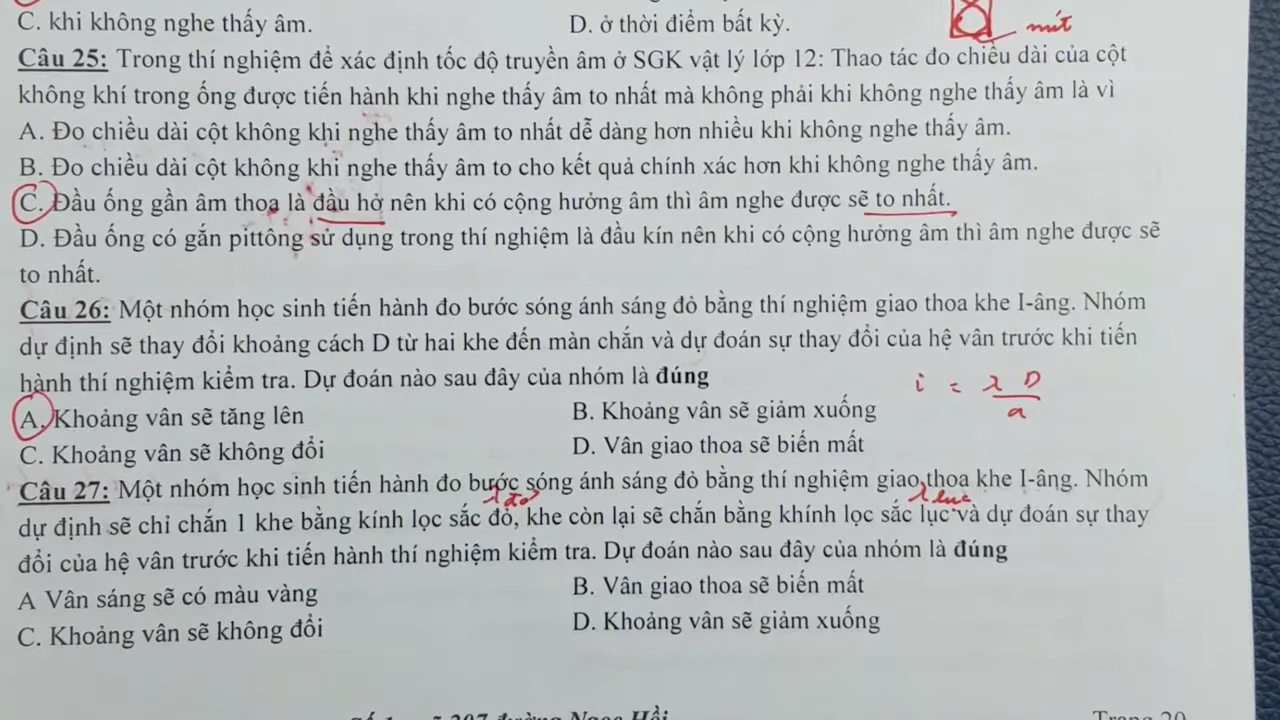 C. khi không nghe thấy âm. D. ở thời điểm bất kỳ.
mút
Câu 25: Trong thí nghiệm để xác định tốc độ truyền âm ở SGK vật lý lớp 12: Thao tác đo chiều dài của cột
không khí trong ống được tiến hành khi nghe thấy âm to nhất mà không phải khi không nghe thấy âm là vì
A. Đo chiều dài cột không khi nghe thấy âm to nhất dễ dàng hơn nhiều khi không nghe thấy âm.
B. Đo chiều dài cột không khi nghe thấy âm to cho kết quả chính xác hơn khi không nghe thấy âm.
C. Đầu ống gần âm thoa là đầu hở nên khi có cộng hưởng âm thì âm nghe được sẽ to nhất.
D. Đầu ống có gắn pittông sử dụng trong thí nghiệm là đầu kín nên khi có cộng hưởng âm thì âm nghe được sẽ
to nhất.
Câu 26: Một nhóm học sinh tiến hành đo bước sóng ánh sáng đỏ bằng thí nghiệm giao thoa khe I-âng. Nhóm
dự định sẽ thay đổi khoảng cách D từ hai khe đến màn chắn và dự đoán sự thay đổi của hệ vân trước khi tiến
hành thí nghiệm kiểm tra. Dự đoán nào sau đây của nhóm là đúng
i = λD/a
A. Khoảng vân sẽ tăng lên B. Khoảng vân sẽ giảm xuống
C. Khoảng vân sẽ không đổi D. Vân giao thoa sẽ biến mất
Câu 27: Một nhóm học sinh tiến hành đo bước sóng ánh sáng đỏ bằng thí nghiệm giao thoa khe I-âng. Nhóm
λ đỏ λ lục
dự định sẽ chỉ chắn 1 khe bằng kính lọc sắc đỏ, khe còn lại sẽ chắn bằng khính lọc sắc lục và dự đoán sự thay
đổi của hệ vân trước khi tiến hành thí nghiệm kiểm tra. Dự đoán nào sau đây của nhóm là đúng
A Vân sáng sẽ có màu vàng B. Vân giao thoa sẽ biến mất
C. Khoảng vân sẽ không đổi D. Khoảng vân sẽ giảm xuống
207 đường Ngọc Hồi Trang 20